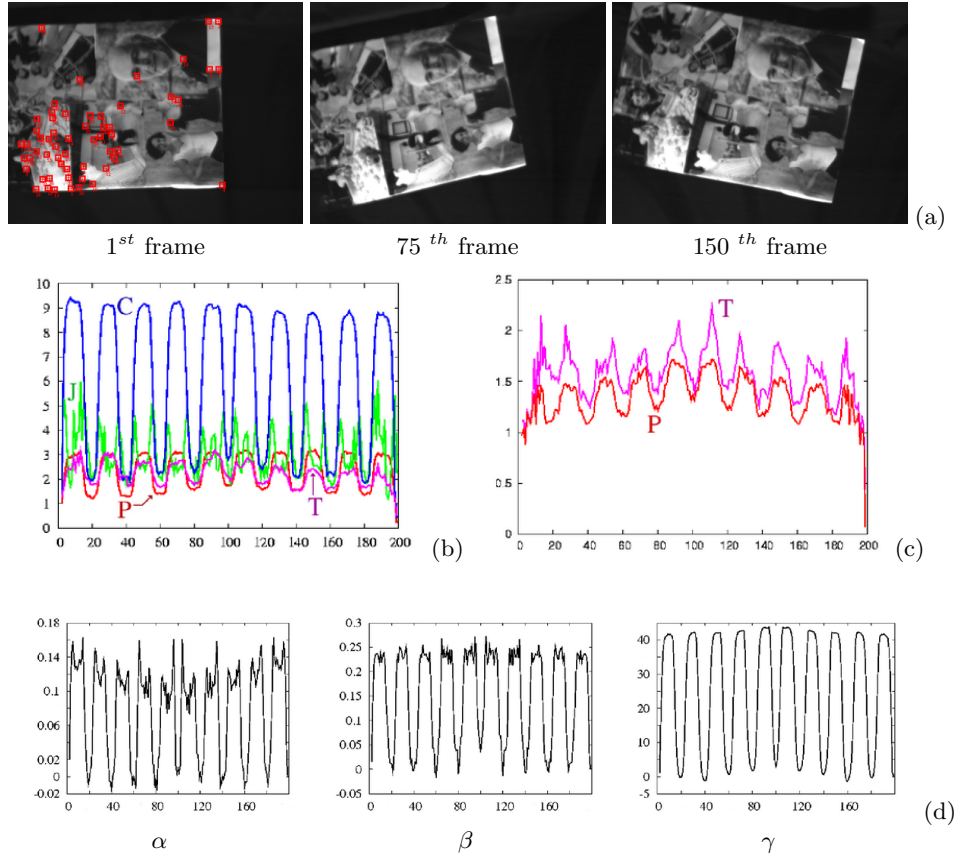 (a)
1st frame 75 th frame 150 th frame
10 9 8 7 6 5 4 3 2 1 0
C
J
P
T
0 20 40 60 80 100 120 140 160 180 200
(b)
2.5 2 1.5 1 0.5 0
T
P
0 20 40 60 80 100 120 140 160 180 200
(c)
0.18 0.14 0.1 0.06 0.02 0 -0.02
0 40 80 120 160
α
0.3 0.25 0.2 0.15 0.1 0.05 0 -0.05
0 40 80 120 160
β
40 30 20 10 0 -5
0 40 80 120 160
γ
(d)